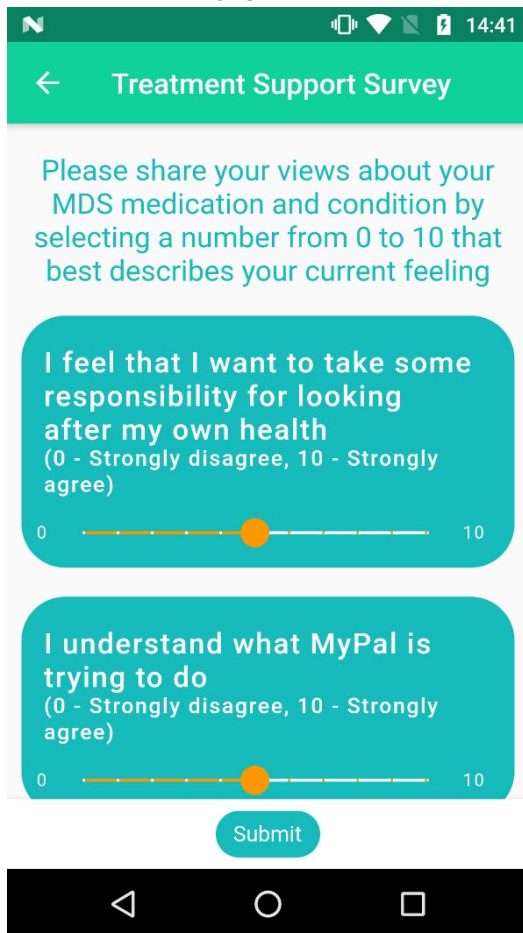 14:41
Treatment Support Survey
Please share your views about your
MDS medication and condition by
selecting a number from 0 to 10 that
best describes your current feeling
I feel that I want to take some
responsibility for looking
after my own health
(0 - Strongly disagree, 10 - Strongly
agree)
0 10
I understand what MyPal is
trying to do
(0 - Strongly disagree, 10 - Strongly
agree)
0 10
Submit